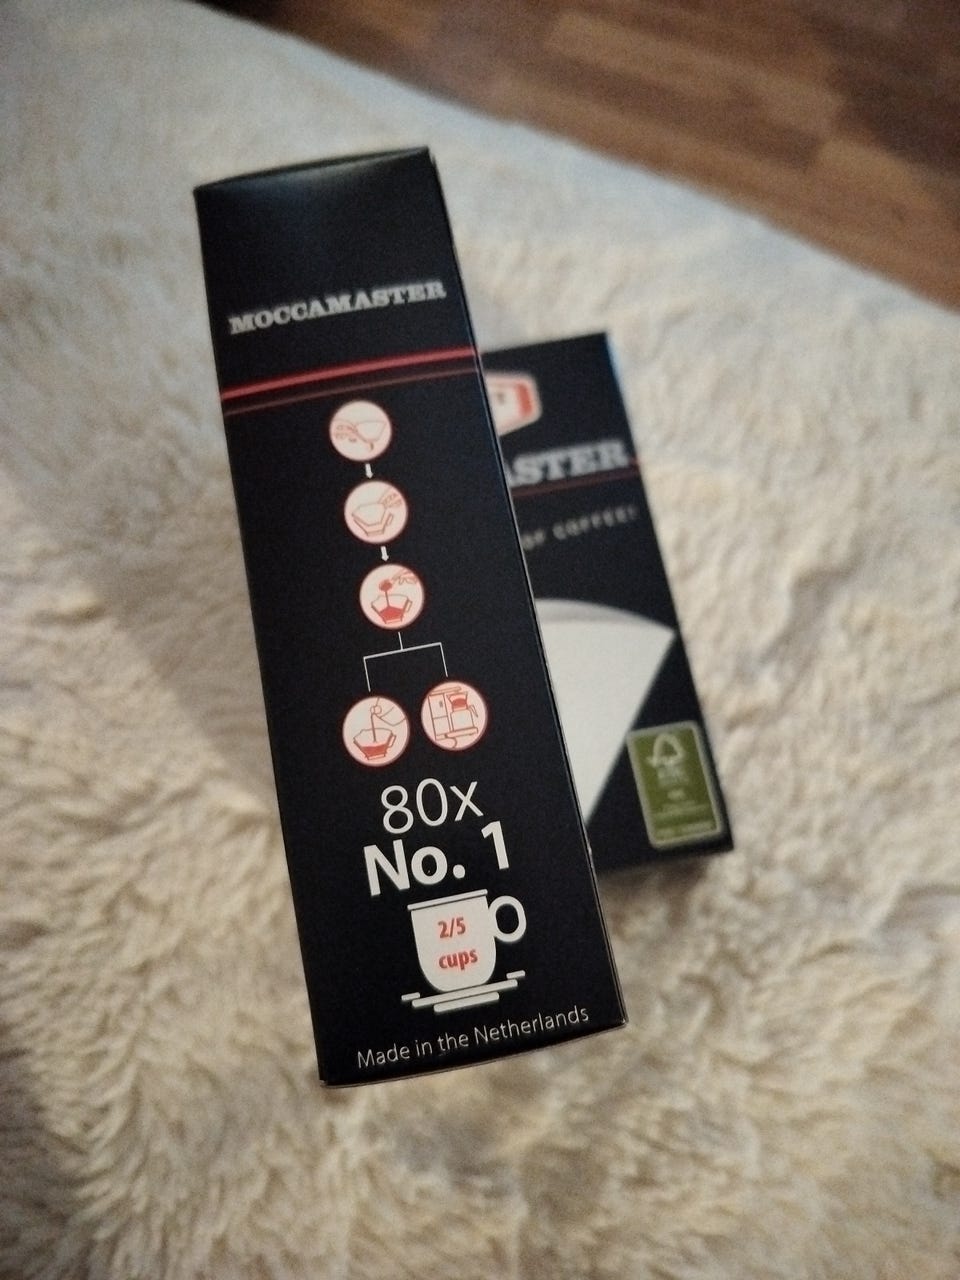 MOCCAMASTER
80x
No. 1
2/5
cups
Made in the Netherlands
ASTER
OF COFFEE!